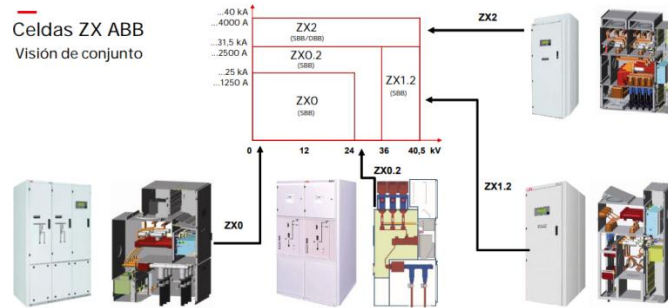 Celdas ZX ABB
Visión de conjunto
...40 kA
...4000 A
...31,5 kA
...2500 A
...25 kA
...1250 A
ZX2
(SBB/DBB)
ZX0.2
(SBB)
ZX1.2
(SBB)
ZX0
(SBB)
0 12 24 36 40,5 kV
ZX2
ZX0.2
ZX1.2
ZX0